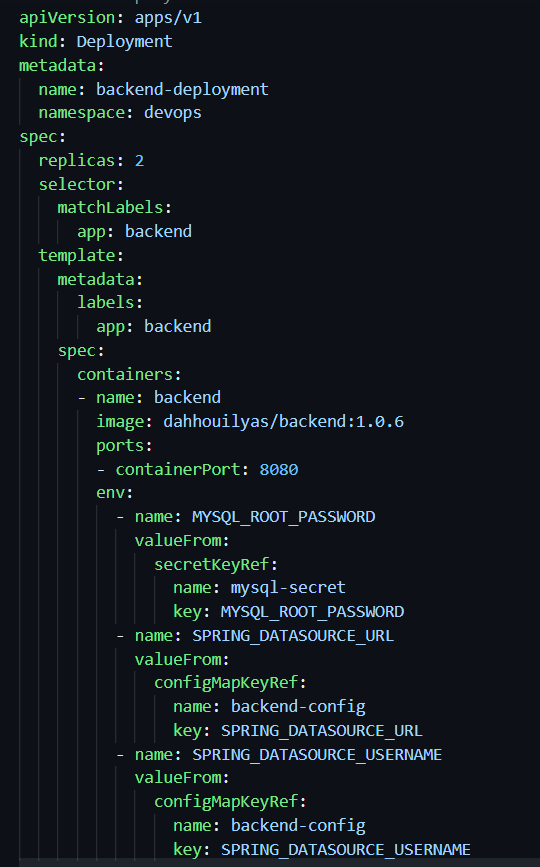 apiVersion: apps/v1
kind: Deployment
metadata:
  name: backend-deployment
  namespace: devops
spec:
  replicas: 2
  selector:
    matchLabels:
      app: backend
  template:
    metadata:
      labels:
        app: backend
    spec:
      containers:
      - name: backend
        image: dahhouilyas/backend:1.0.6
        ports:
        - containerPort: 8080
        env:
          - name: MYSQL_ROOT_PASSWORD
            valueFrom:
              secretKeyRef:
                name: mysql-secret
                key: MYSQL_ROOT_PASSWORD
          - name: SPRING_DATASOURCE_URL
            valueFrom:
              configMapKeyRef:
                name: backend-config
                key: SPRING_DATASOURCE_URL
          - name: SPRING_DATASOURCE_USERNAME
            valueFrom:
              configMapKeyRef:
                name: backend-config
                key: SPRING_DATASOURCE_USERNAME